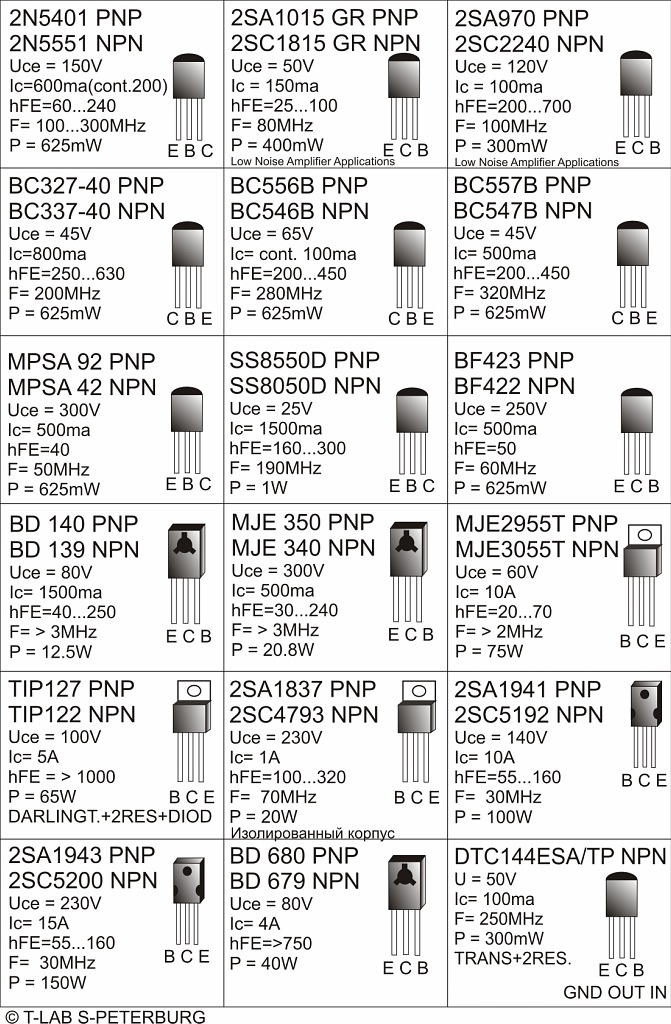 2N5401 PNP
2N5551 NPN
Uce = 150V
Ic=600ma(cont.200)
hFE=60...240
F= 100...300MHz
P = 625mW
E B C
2SA1015 GR PNP
2SC1815 GR NPN
Uce = 50V
Ic = 150ma
hFE=25...100
F= 80MHz
P = 400mW
E C B
Low Noise Amplifier Applications
2SA970 PNP
2SC2240 NPN
Uce = 120V
Ic = 100ma
hFE=200...700
F= 100MHz
P = 300mW
E C B
Low Noise Amplifier Applications
BC327-40 PNP
BC337-40 NPN
Uce = 45V
Ic=800ma
hFE=250...630
F= 200MHz
P = 625mW
C B E
BC556B PNP
BC546B NPN
Uce = 65V
Ic= cont. 100ma
hFE=200...450
F= 280MHz
P = 625mW
C B E
BC557B PNP
BC547B NPN
Uce = 45V
Ic= 500ma
hFE=200...450
F= 320MHz
P = 625mW
C B E
MPSA 92 PNP
MPSA 42 NPN
Uce = 300V
Ic= 500ma
hFE=40
F= 50MHz
P = 625mW
E B C
SS8550D PNP
SS8050D NPN
Uce = 25V
Ic= 1500ma
hFE=160...300
F= 190MHz
P = 1W
E B C
BF423 PNP
BF422 NPN
Uce = 250V
Ic= 500ma
hFE=50
F= 60MHz
P = 625mW
E C B
BD 140 PNP
BD 139 NPN
Uce = 80V
Ic= 1500ma
hFE=40...250
F= > 3MHz
P = 12.5W
E C B
MJE 350 PNP
MJE 340 NPN
Uce = 300V
Ic= 500ma
hFE=30...240
F= > 3MHz
P = 20.8W
E C B
MJE2955T PNP
MJE3055T NPN
Uce = 60V
Ic= 10A
hFE=20...70
F= > 2MHz
P = 75W
B C E
TIP127 PNP
TIP122 NPN
Uce = 100V
Ic= 5A
hFE = > 1000
P = 65W
B C E
DARLINGT.+2RES+DIOD
2SA1837 PNP
2SC4793 NPN
Uce = 230V
Ic= 1A
hFE=100...320
F= 70MHz
P = 20W
B C E
Изолированный корпус
2SA1941 PNP
2SC5192 NPN
Uce = 140V
Ic= 10A
hFE=55...160
F= 30MHz
P = 100W
B C E
2SA1943 PNP
2SC5200 NPN
Uce = 230V
Ic= 15A
hFE=55...160
F= 30MHz
P = 150W
B C E
BD 680 PNP
BD 679 NPN
Uce = 80V
Ic= 4A
hFE=>750
P = 40W
E C B
DTC144ESA/TP NPN
U = 50V
Ic= 100ma
F= 250MHz
P = 300mW
TRANS+2RES.
E C B
GND OUT IN
© T-LAB S-PETERBURG